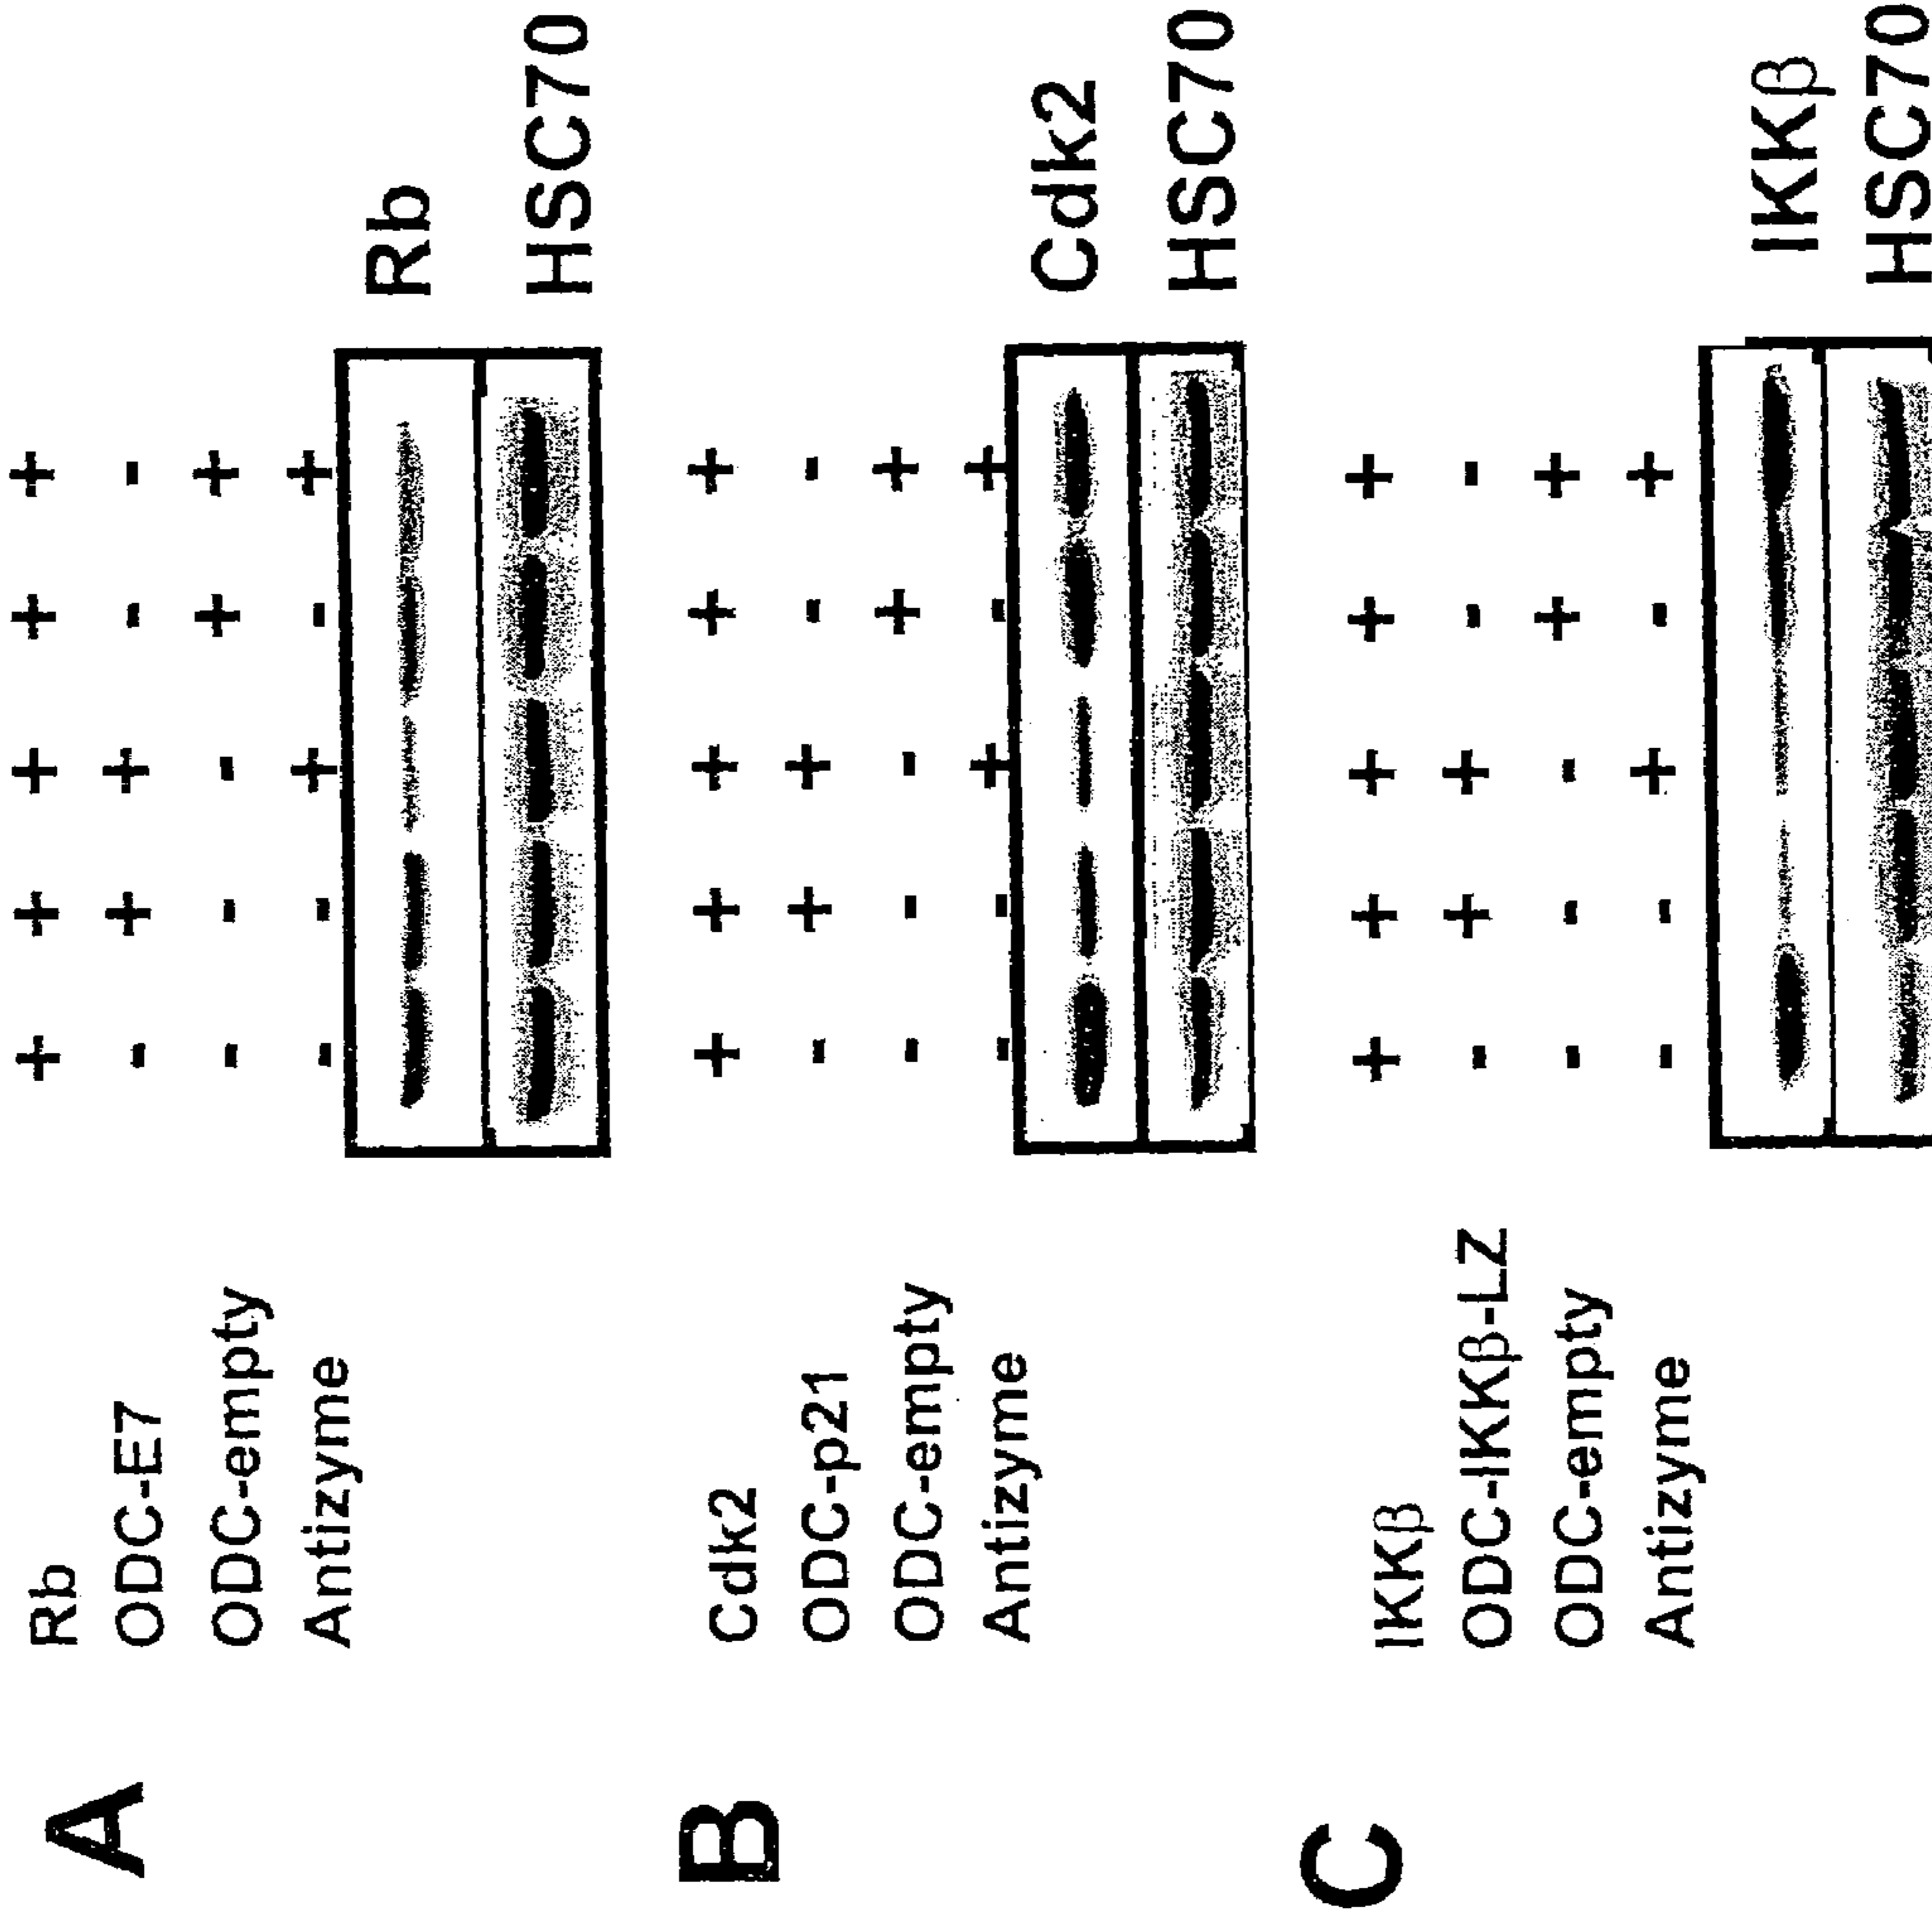 A
Rb + + + + +
ODC-E7 - + + - -
ODC-empty - - - + +
Antizyme - - + - +
Rb
HSC70
B
Cdk2 + + + + +
ODC-p21 - + + - -
ODC-empty - - - + +
Antizyme - - + - +
Cdk2
HSC70
C
IKKβ + + + + +
ODC-IKKβ-LZ - + + - -
ODC-empty - - - + +
Antizyme - - + - +
IKKβ
HSC70